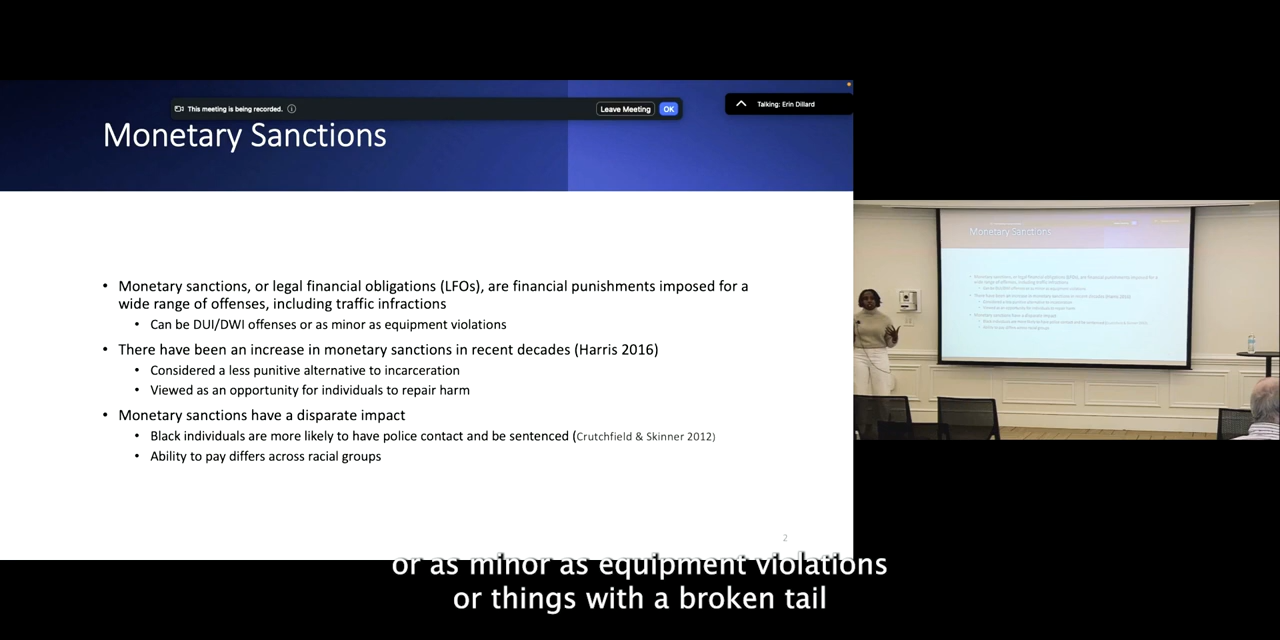 This meeting is being recorded.
Leave Meeting
OK
Talking: Erin Dillard
Monetary Sanctions
• Monetary sanctions, or legal financial obligations (LFOs), are financial punishments imposed for a
wide range of offenses, including traffic infractions
• Can be DUI/DWI offenses or as minor as equipment violations
• There have been an increase in monetary sanctions in recent decades (Harris 2016)
• Considered a less punitive alternative to incarceration
• Viewed as an opportunity for individuals to repair harm
• Monetary sanctions have a disparate impact
• Black individuals are more likely to have police contact and be sentenced (Crutchfield & Skinner 2012)
• Ability to pay differs across racial groups
2
Monetary Sanctions
or as minor as equipment violations
or things with a broken tail